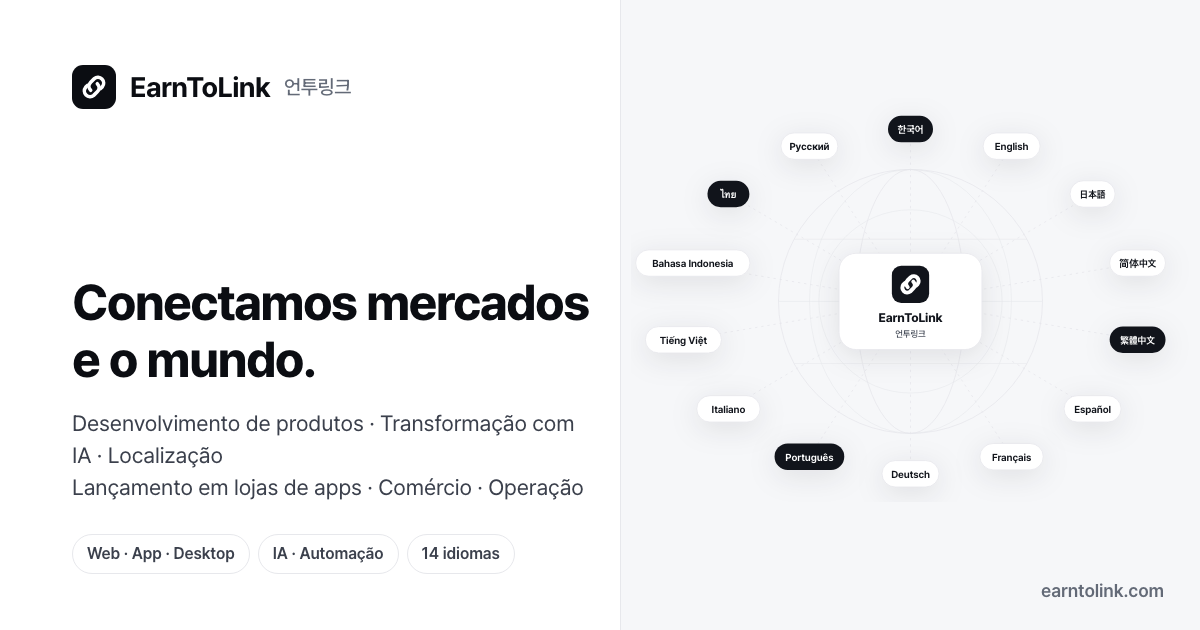 EarnToLink 언투링크
Conectamos mercados
e o mundo.
Desenvolvimento de produtos · Transformação com
IA · Localização
Lançamento em lojas de apps · Comércio · Operação
Web · App · Desktop
IA · Automação
14 idiomas
한국어
Русский
English
ไทย
日本語
Bahasa Indonesia
简体中文
EarnToLink
언투링크
Tiếng Việt
繁體中文
Italiano
Español
Português
Français
Deutsch
earntolink.com